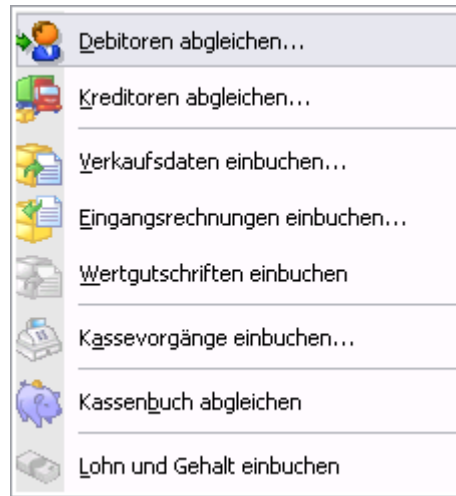 Debitoren abgleichen...
Kreditoren abgleichen...
Verkaufsdaten einbuchen...
Eingangsrechnungen einbuchen...
Wertgutschriften einbuchen
Kassevorgänge einbuchen...
Kassenbuch abgleichen
Lohn und Gehalt einbuchen